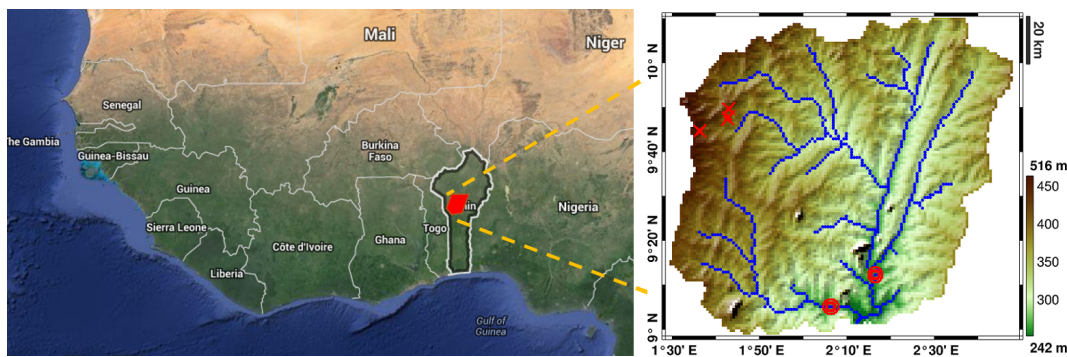 Mali
Niger
Senegal
he Gambia
Guinea-Bissau
Burkina
Faso
Guinea
in
Nigeria
Sierra Leone
Côte d'Ivoire
Ghana
Togo
Liberia
Gulf of
Guinea
20 km
10° N
9°40' N
9°20' N
9° N
516 m
450
400
350
300
242 m
1°30' E
1°50' E
2°10' E
2°30' E